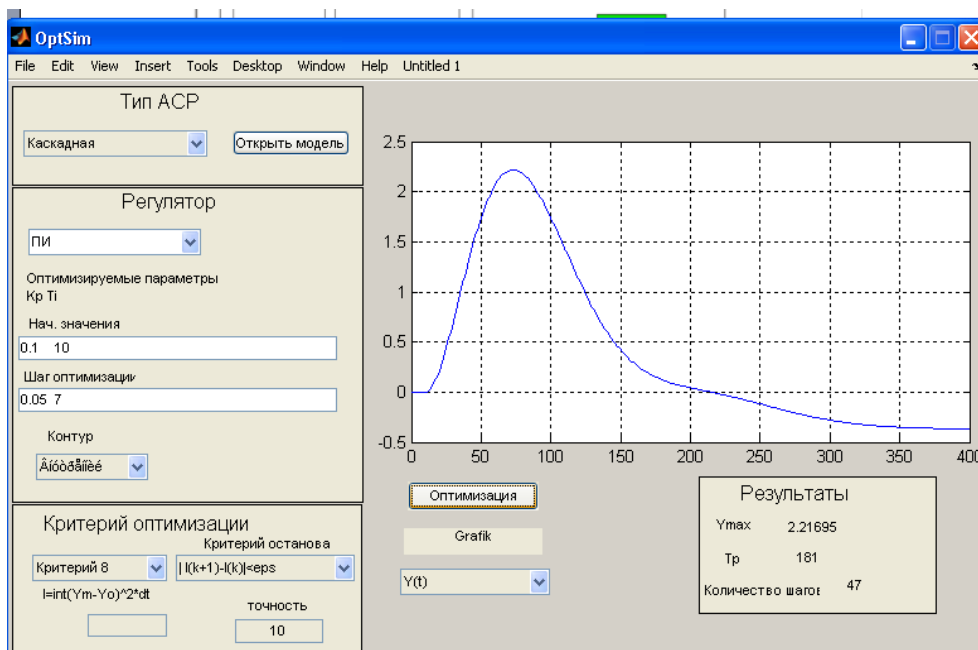 OptSim
File Edit View Insert Tools Desktop Window Help Untitled 1
Тип АСР
Каскадная
Открыть модель
Регулятор
ПИ
Оптимизируемые параметры
Kp Ti
Нач. значения
0.1 10
Шаг оптимизации
0.05 7
Контур
Âíóòðåííèé
Критерий оптимизации
Критерий останова
Критерий 8
| I(k+1)-I(k)|<eps
I=int(Ym-Yo)^2*dt
точность
10
2.5
2
1.5
1
0.5
0
-0.5
0 50 100 150 200 250 300 350 400
Оптимизация
Grafik
Y(t)
Результаты
Ymax 2.21695
Тр 181
Количество шагов 47